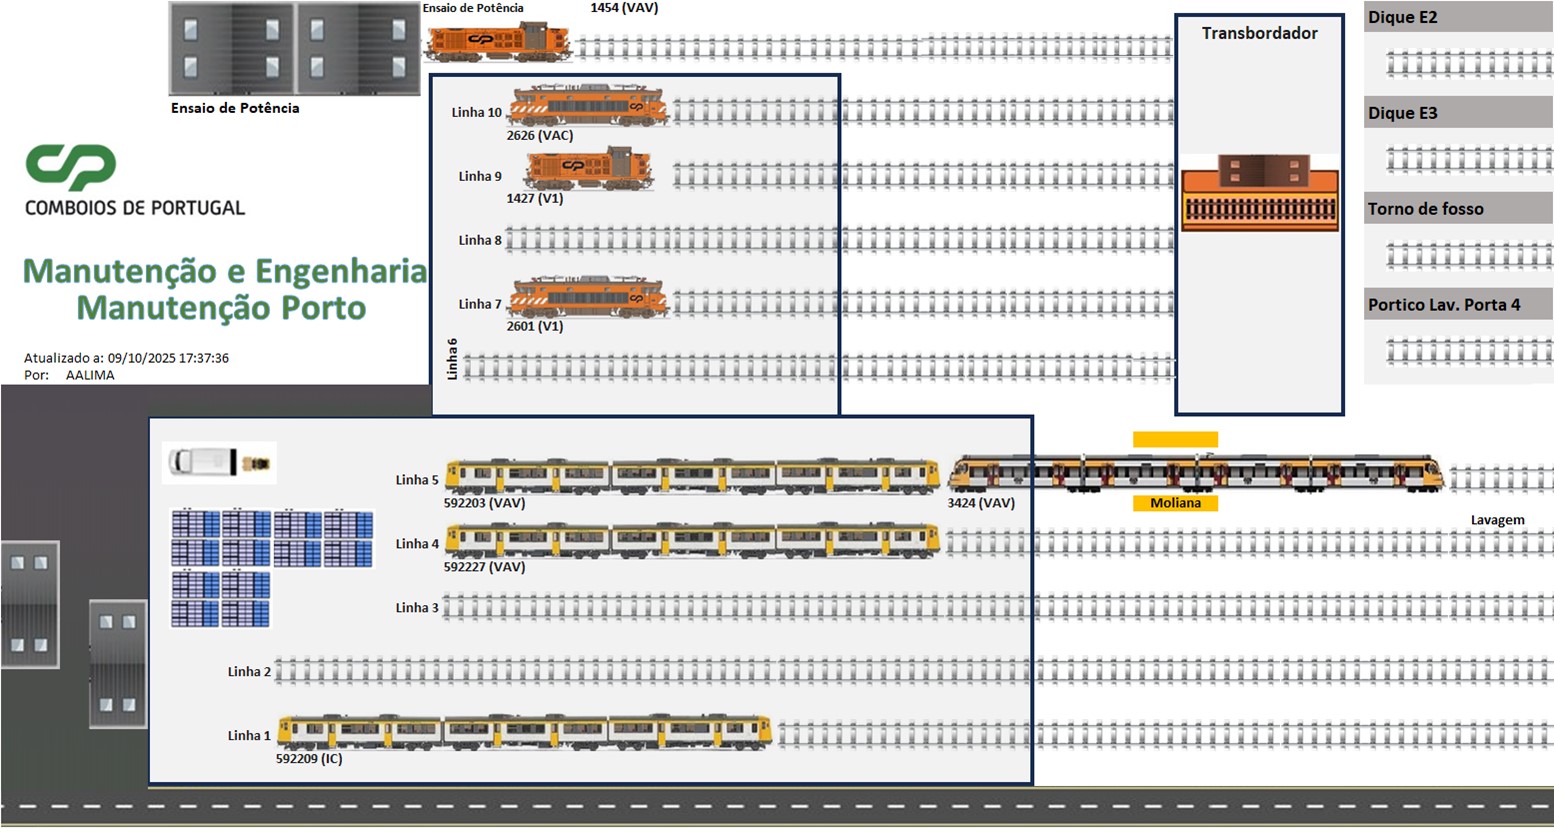 Ensaio de Potência
1454 (VAV)
Ensaio de Potência
CP
COMBOIOS DE PORTUGAL
Manutenção e Engenharia
Manutenção Porto
Atualizado a: 09/10/2025 17:37:36
Por: AALIMA
Linha 10
2626 (VAC)
Linha 9
1427 (V1)
Linha 8
Linha 7
2601 (V1)
Linha6
Transbordador
Dique E2
Dique E3
Torno de fosso
Portico Lav. Porta 4
Linha 5
592203 (VAV)
3424 (VAV)
Moliana
Lavagem
Linha 4
592227 (VAV)
Linha 3
Linha 2
Linha 1
592209 (IC)